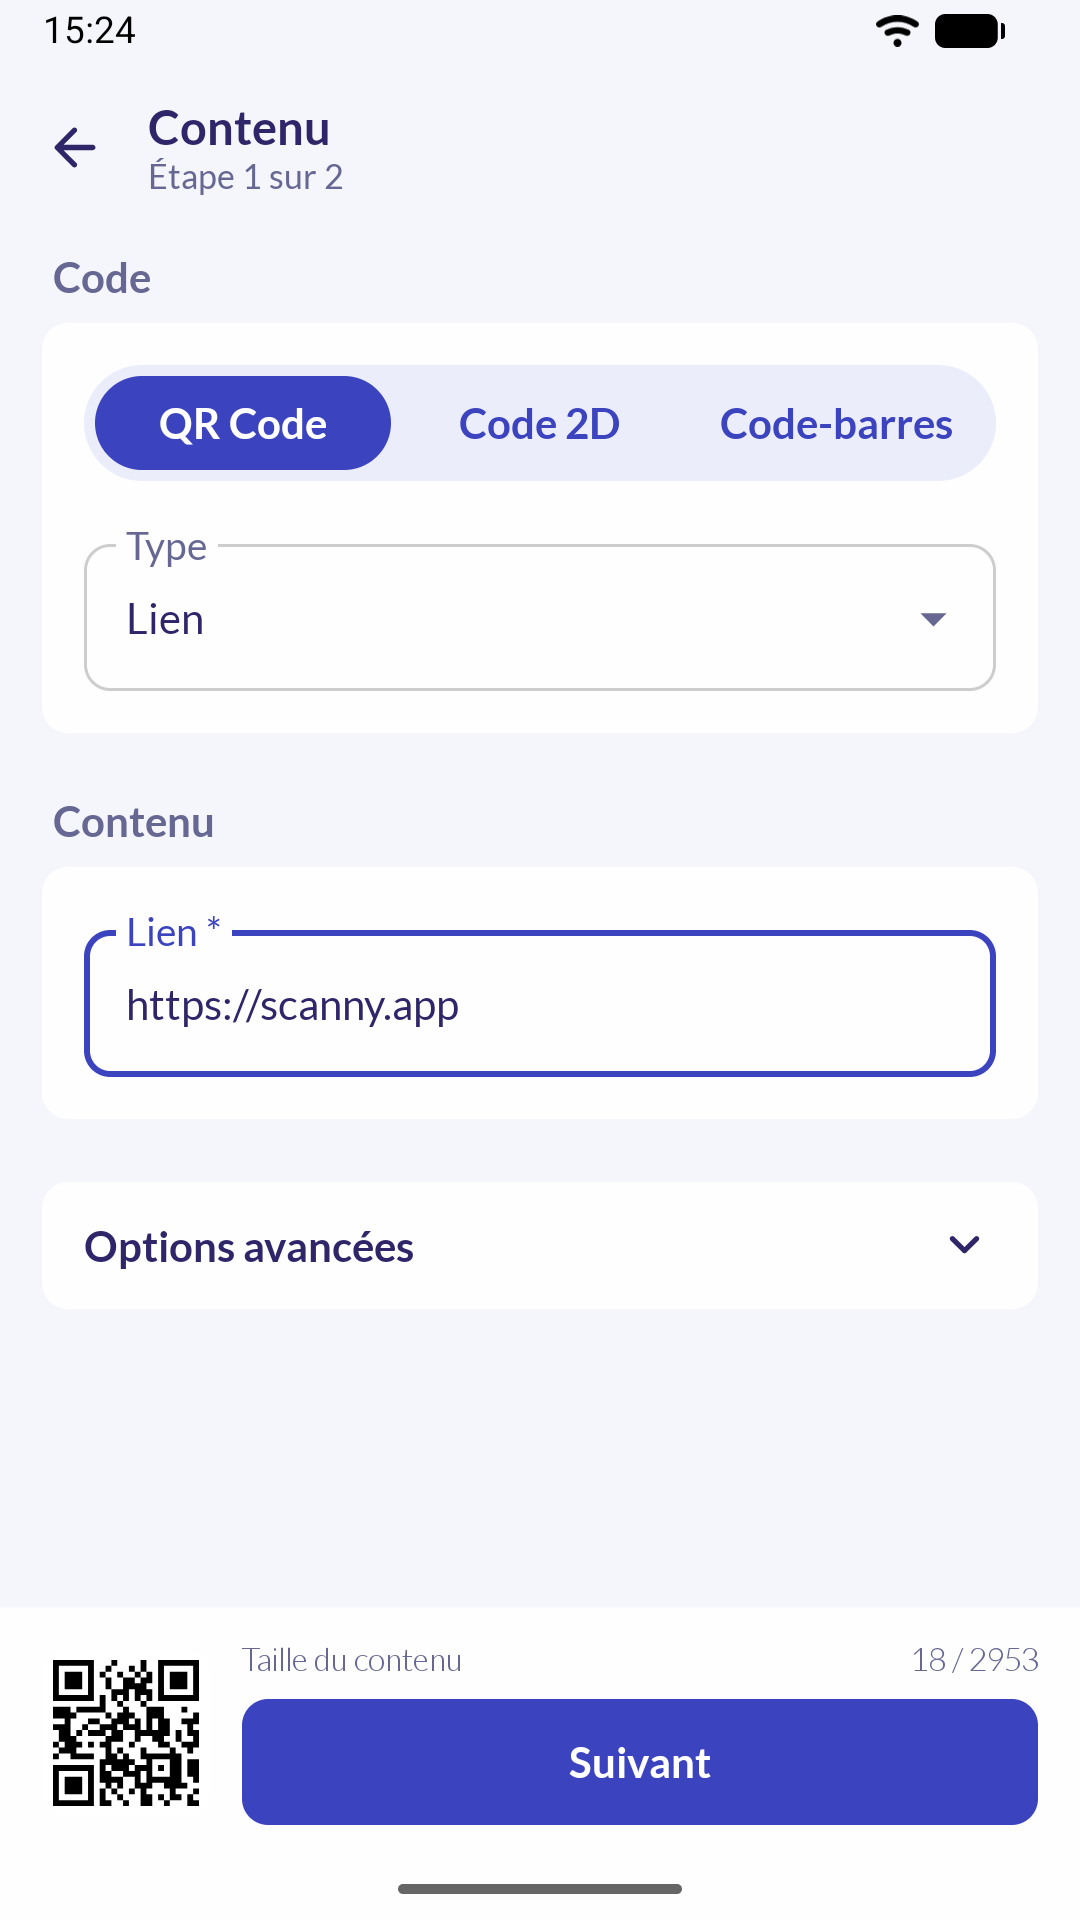 15:24
Contenu
Étape 1 sur 2
Code
QR Code
Code 2D
Code-barres
Type
Lien
Contenu
Lien *
https://scanny.app
Options avancées
Taille du contenu
18 / 2953
Suivant